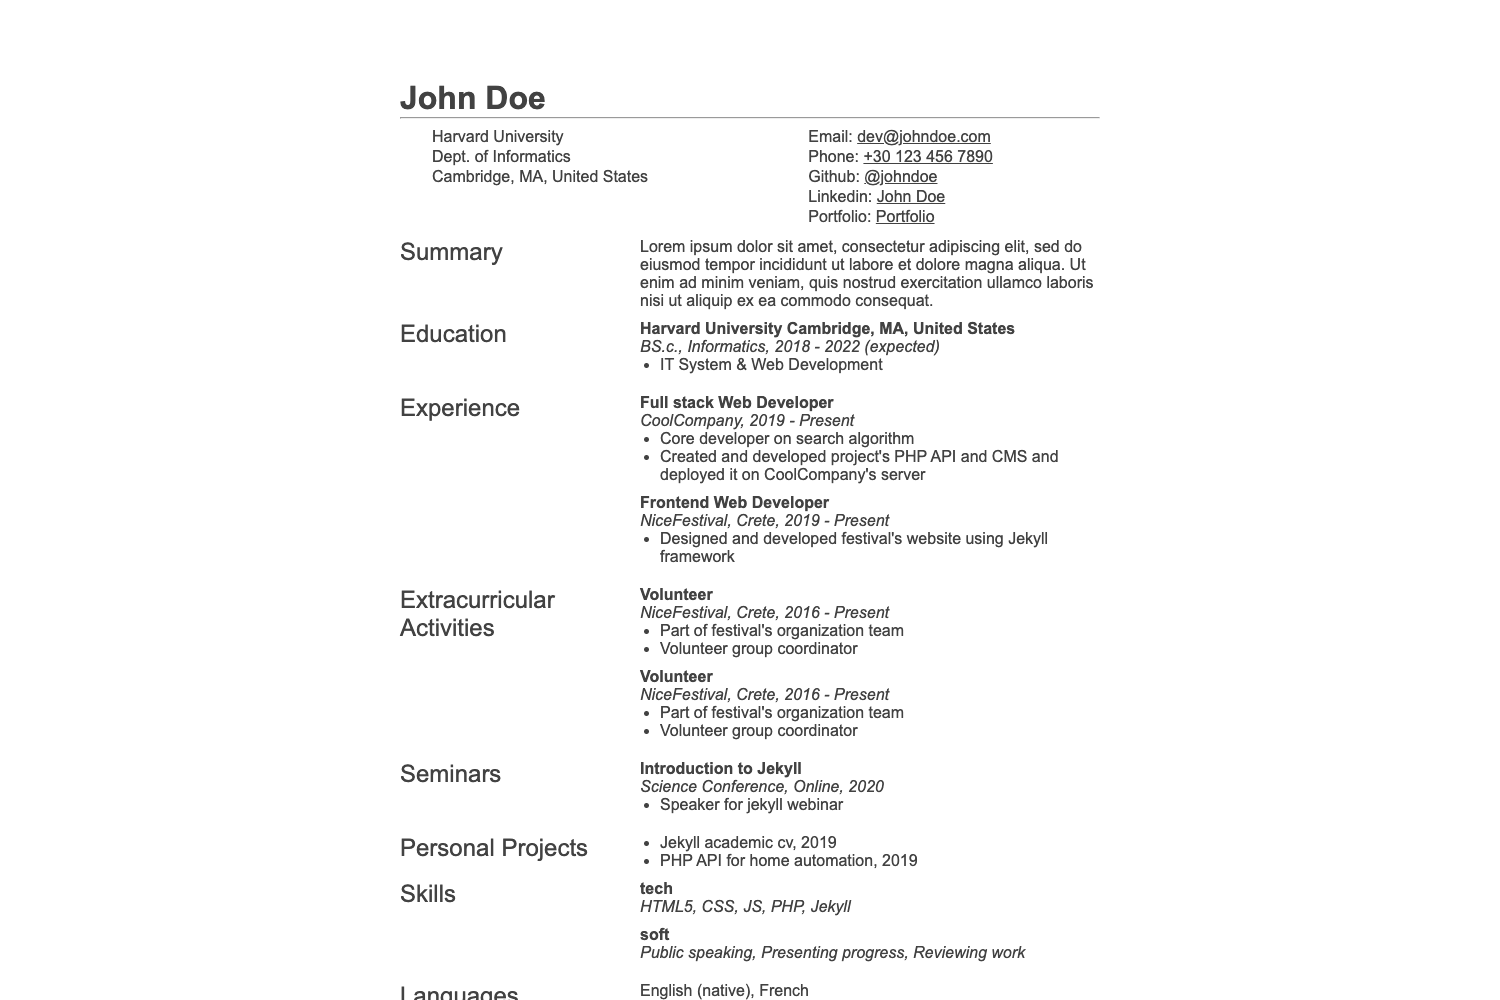 John Doe
Harvard University
Dept. of Informatics
Cambridge, MA, United States
Email: dev@johndoe.com
Phone: +30 123 456 7890
Github: @johndoe
Linkedin: John Doe
Portfolio: Portfolio
Summary
Lorem ipsum dolor sit amet, consectetur adipiscing elit, sed do
eiusmod tempor incididunt ut labore et dolore magna aliqua. Ut
enim ad minim veniam, quis nostrud exercitation ullamco laboris
nisi ut aliquip ex ea commodo consequat.
Education
Harvard University Cambridge, MA, United States
BS.c., Informatics, 2018 - 2022 (expected)
• IT System & Web Development
Experience
Full stack Web Developer
CoolCompany, 2019 - Present
• Core developer on search algorithm
• Created and developed project's PHP API and CMS and
deployed it on CoolCompany's server
Frontend Web Developer
NiceFestival, Crete, 2019 - Present
• Designed and developed festival's website using Jekyll
framework
Extracurricular
Activities
Volunteer
NiceFestival, Crete, 2016 - Present
• Part of festival's organization team
• Volunteer group coordinator
Volunteer
NiceFestival, Crete, 2016 - Present
• Part of festival's organization team
• Volunteer group coordinator
Seminars
Introduction to Jekyll
Science Conference, Online, 2020
• Speaker for jekyll webinar
Personal Projects
• Jekyll academic cv, 2019
• PHP API for home automation, 2019
Skills
tech
HTML5, CSS, JS, PHP, Jekyll
soft
Public speaking, Presenting progress, Reviewing work
Languages
English (native), French